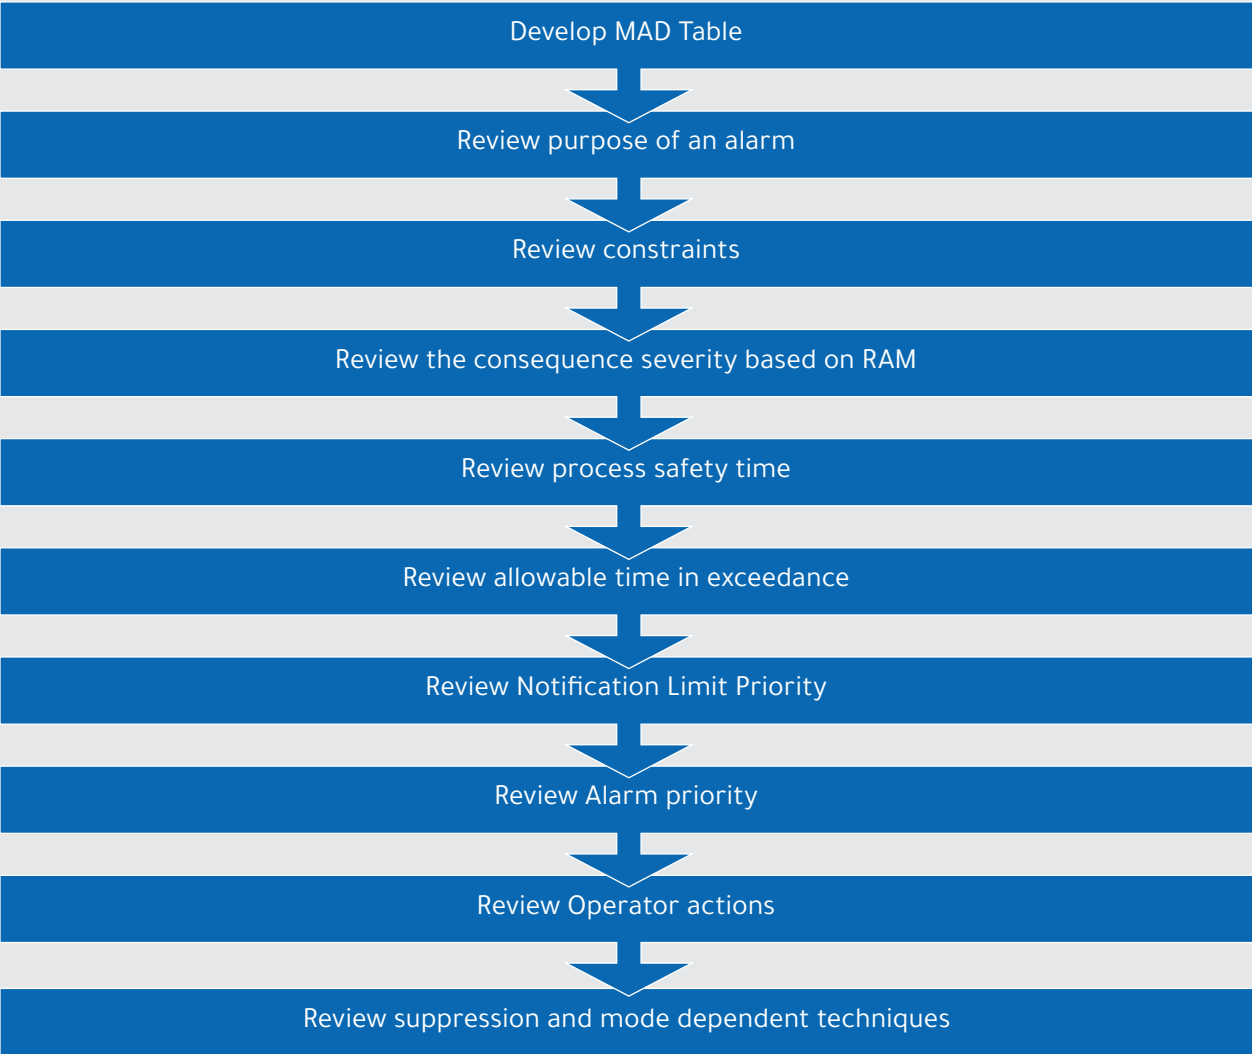 Develop MAD Table
Review purpose of an alarm
Review constraints
Review the consequence severity based on RAM
Review process safety time
Review allowable time in exceedance
Review Notification Limit Priority
Review Alarm priority
Review Operator actions
Review suppression and mode dependent techniques